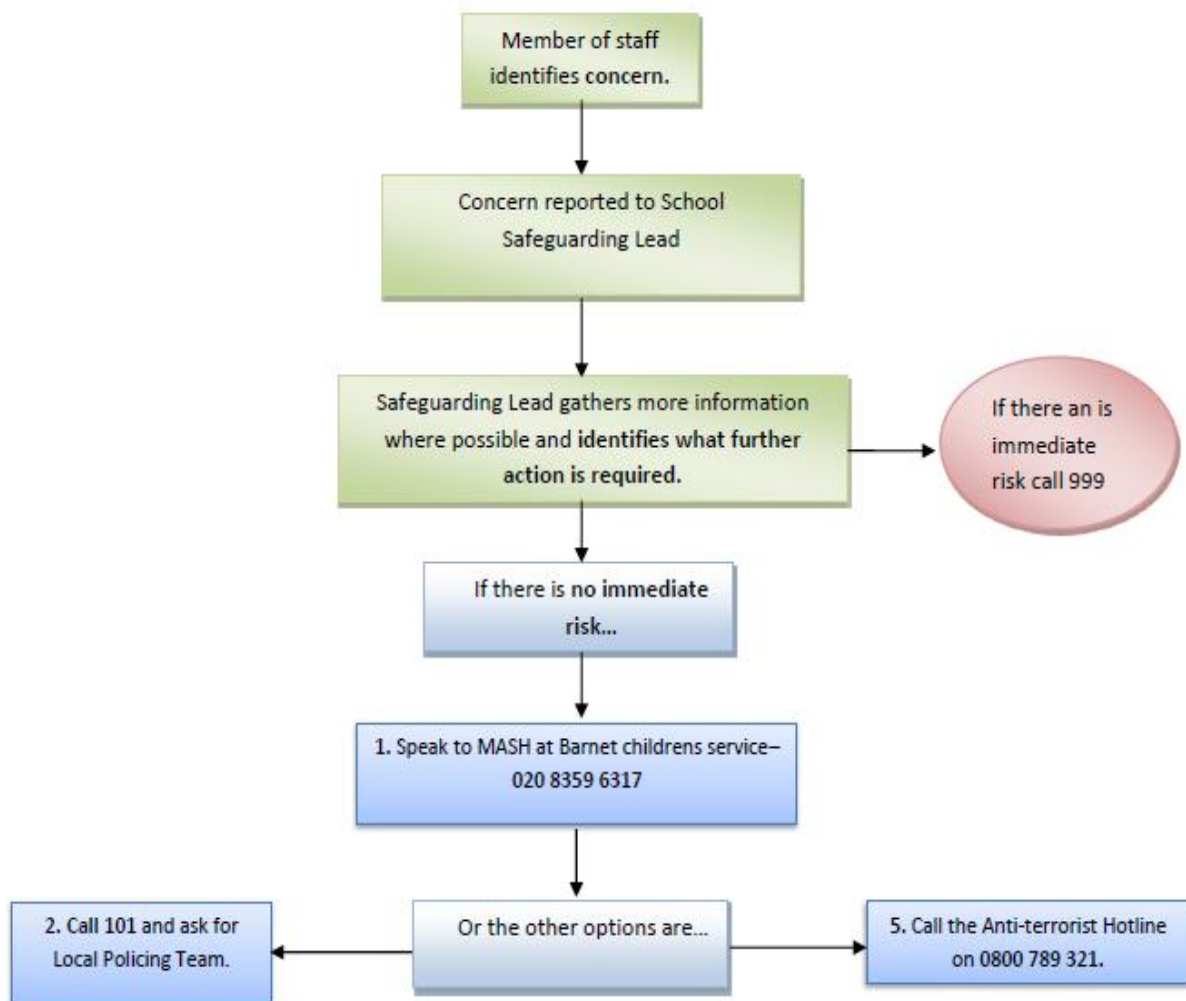 Member of staff
identifies concern.
Concern reported to School
Safeguarding Lead
Safeguarding Lead gathers more information
where possible and identifies what further
action is required.
If there an is
immediate
risk call 999
If there is no immediate
risk...
1. Speak to MASH at Barnet childrens service–
020 8359 6317
2. Call 101 and ask for
Local Policing Team.
Or the other options are...
5. Call the Anti-terrorist Hotline
on 0800 789 321.